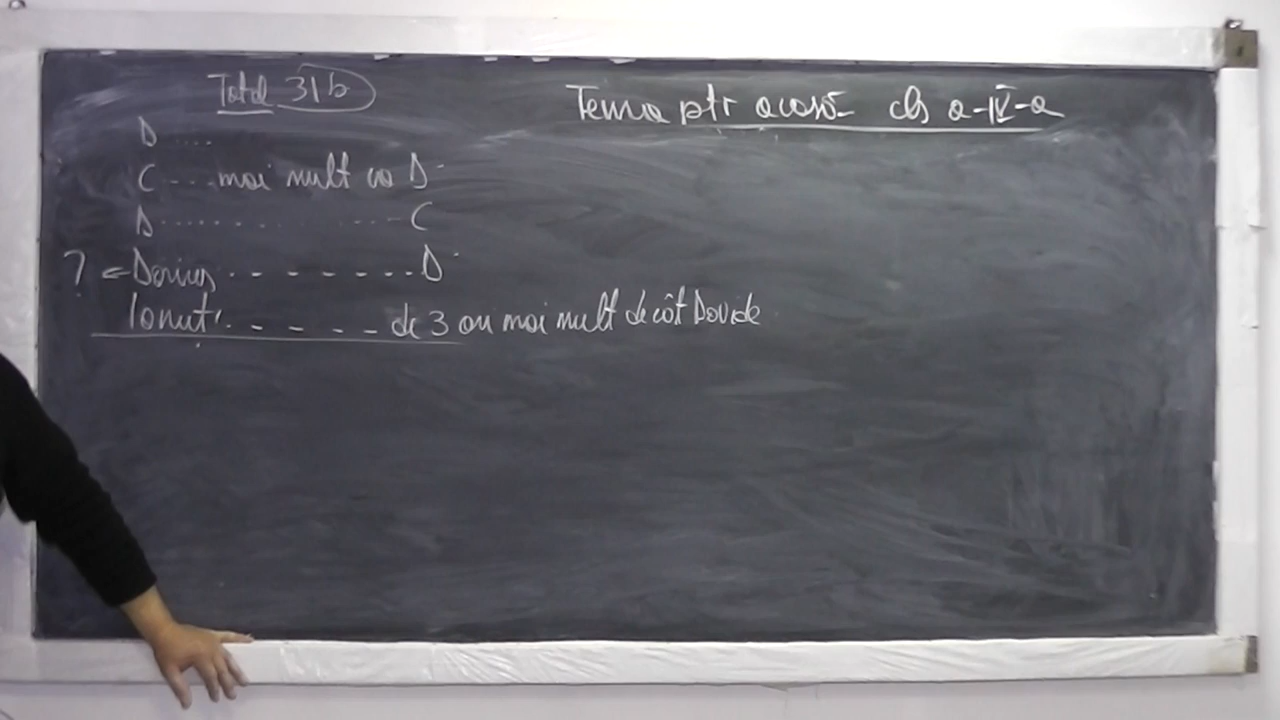 Total 31 b
Tema ptr acasă cls a-IV-a
D ....
C ... mai mult ca D
D ............... C
? Darius ........ D
Ionuț ...... de 3 ori mai mult decât Davide